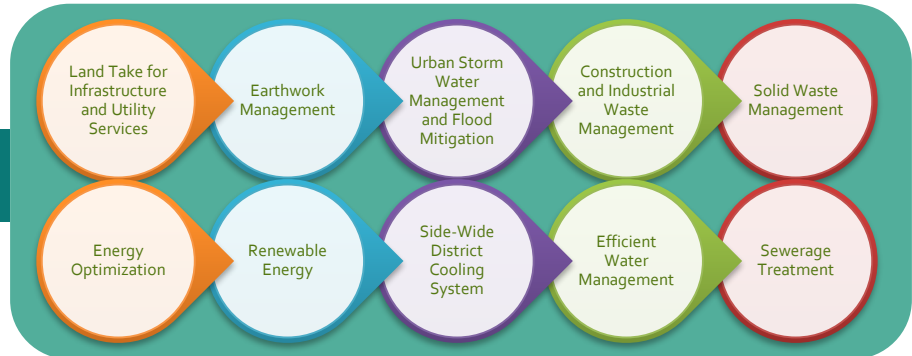 Land Take for
Infrastructure
and Utility
Services
Earthwork
Management
Urban Storm
Water
Management
and Flood
Mitigation
Construction
and Industrial
Waste
Management
Solid Waste
Management
Energy
Optimization
Renewable
Energy
Side-Wide
District
Cooling
System
Efficient
Water
Management
Sewerage
Treatment